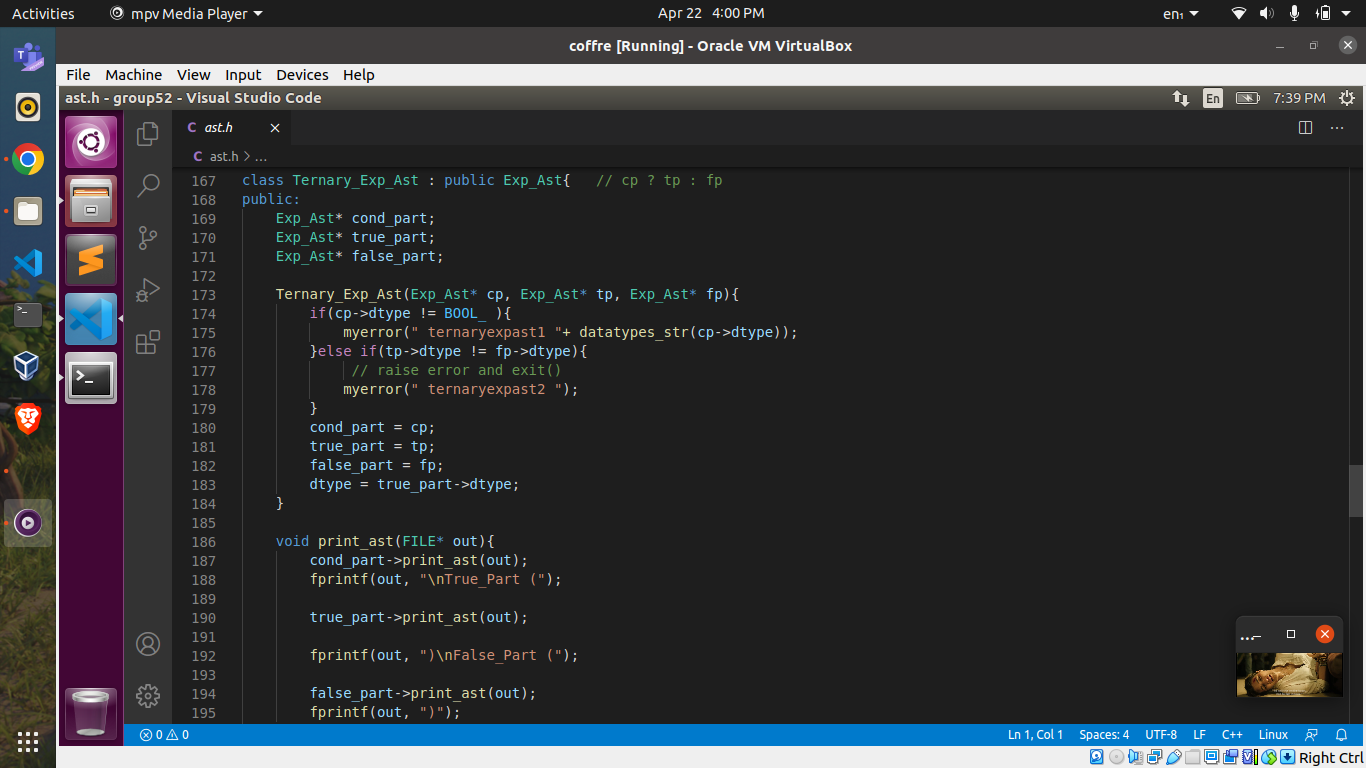 Activities
mpv Media Player
Apr 22 4:00 PM
en₁
coffre [Running] - Oracle VM VirtualBox
File Machine View Input Devices Help
ast.h - group52 - Visual Studio Code
En
7:39 PM
C ast.h
C ast.h > ...
167 class Ternary_Exp_Ast : public Exp_Ast{   // cp ? tp : fp
168 public:
169     Exp_Ast* cond_part;
170     Exp_Ast* true_part;
171     Exp_Ast* false_part;
172
173     Ternary_Exp_Ast(Exp_Ast* cp, Exp_Ast* tp, Exp_Ast* fp){
174         if(cp->dtype != BOOL_ ){
175             myerror(" ternaryexpast1 "+ datatypes_str(cp->dtype));
176         }else if(tp->dtype != fp->dtype){
177              // raise error and exit()
178             myerror(" ternaryexpast2 ");
179         }
180         cond_part = cp;
181         true_part = tp;
182         false_part = fp;
183         dtype = true_part->dtype;
184     }
185
186     void print_ast(FILE* out){
187         cond_part->print_ast(out);
188         fprintf(out, "\nTrue_Part (");
189
190         true_part->print_ast(out);
191
192         fprintf(out, ")\nFalse_Part (");
193
194         false_part->print_ast(out);
195         fprintf(out, ")");
0 0
Ln 1, Col 1
Spaces: 4
UTF-8
LF
C++
Linux
Right Ctrl